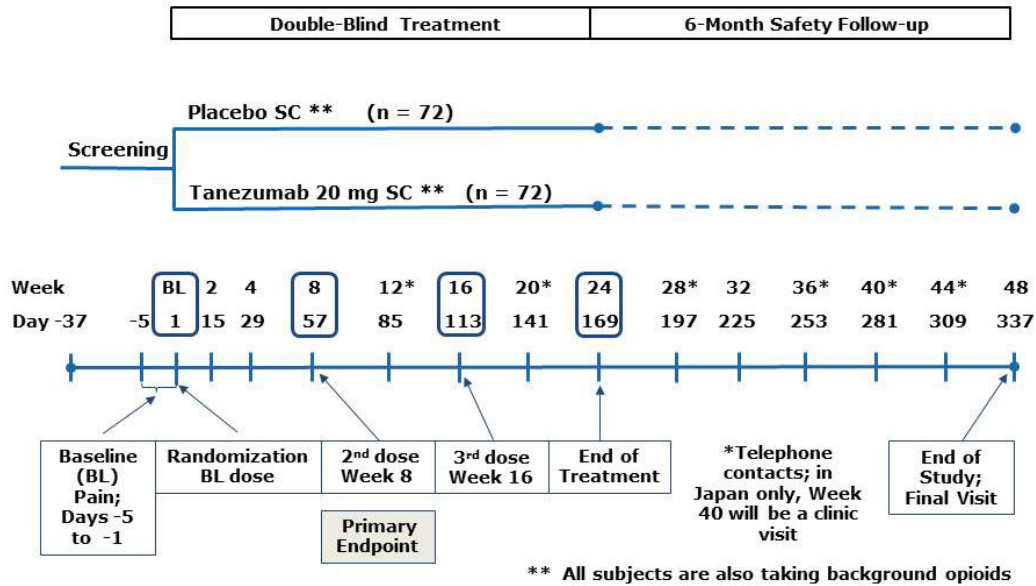 Double-Blind Treatment 6-Month Safety Follow-up
Placebo SC ** (n = 72)
Screening
Tanezumab 20 mg SC ** (n = 72)
Week BL 2 4 8 12* 16 20* 24 28* 32 36* 40* 44* 48
Day -37 -5 1 15 29 57 85 113 141 169 197 225 253 281 309 337
Baseline
(BL)
Pain;
Days -5
to -1
Randomization
BL dose
2nd dose
Week 8
3rd dose
Week 16
End of
Treatment
*Telephone
contacts; in
Japan only, Week
40 will be a clinic
visit
End of
Study;
Final Visit
Primary
Endpoint
** All subjects are also taking background opioids